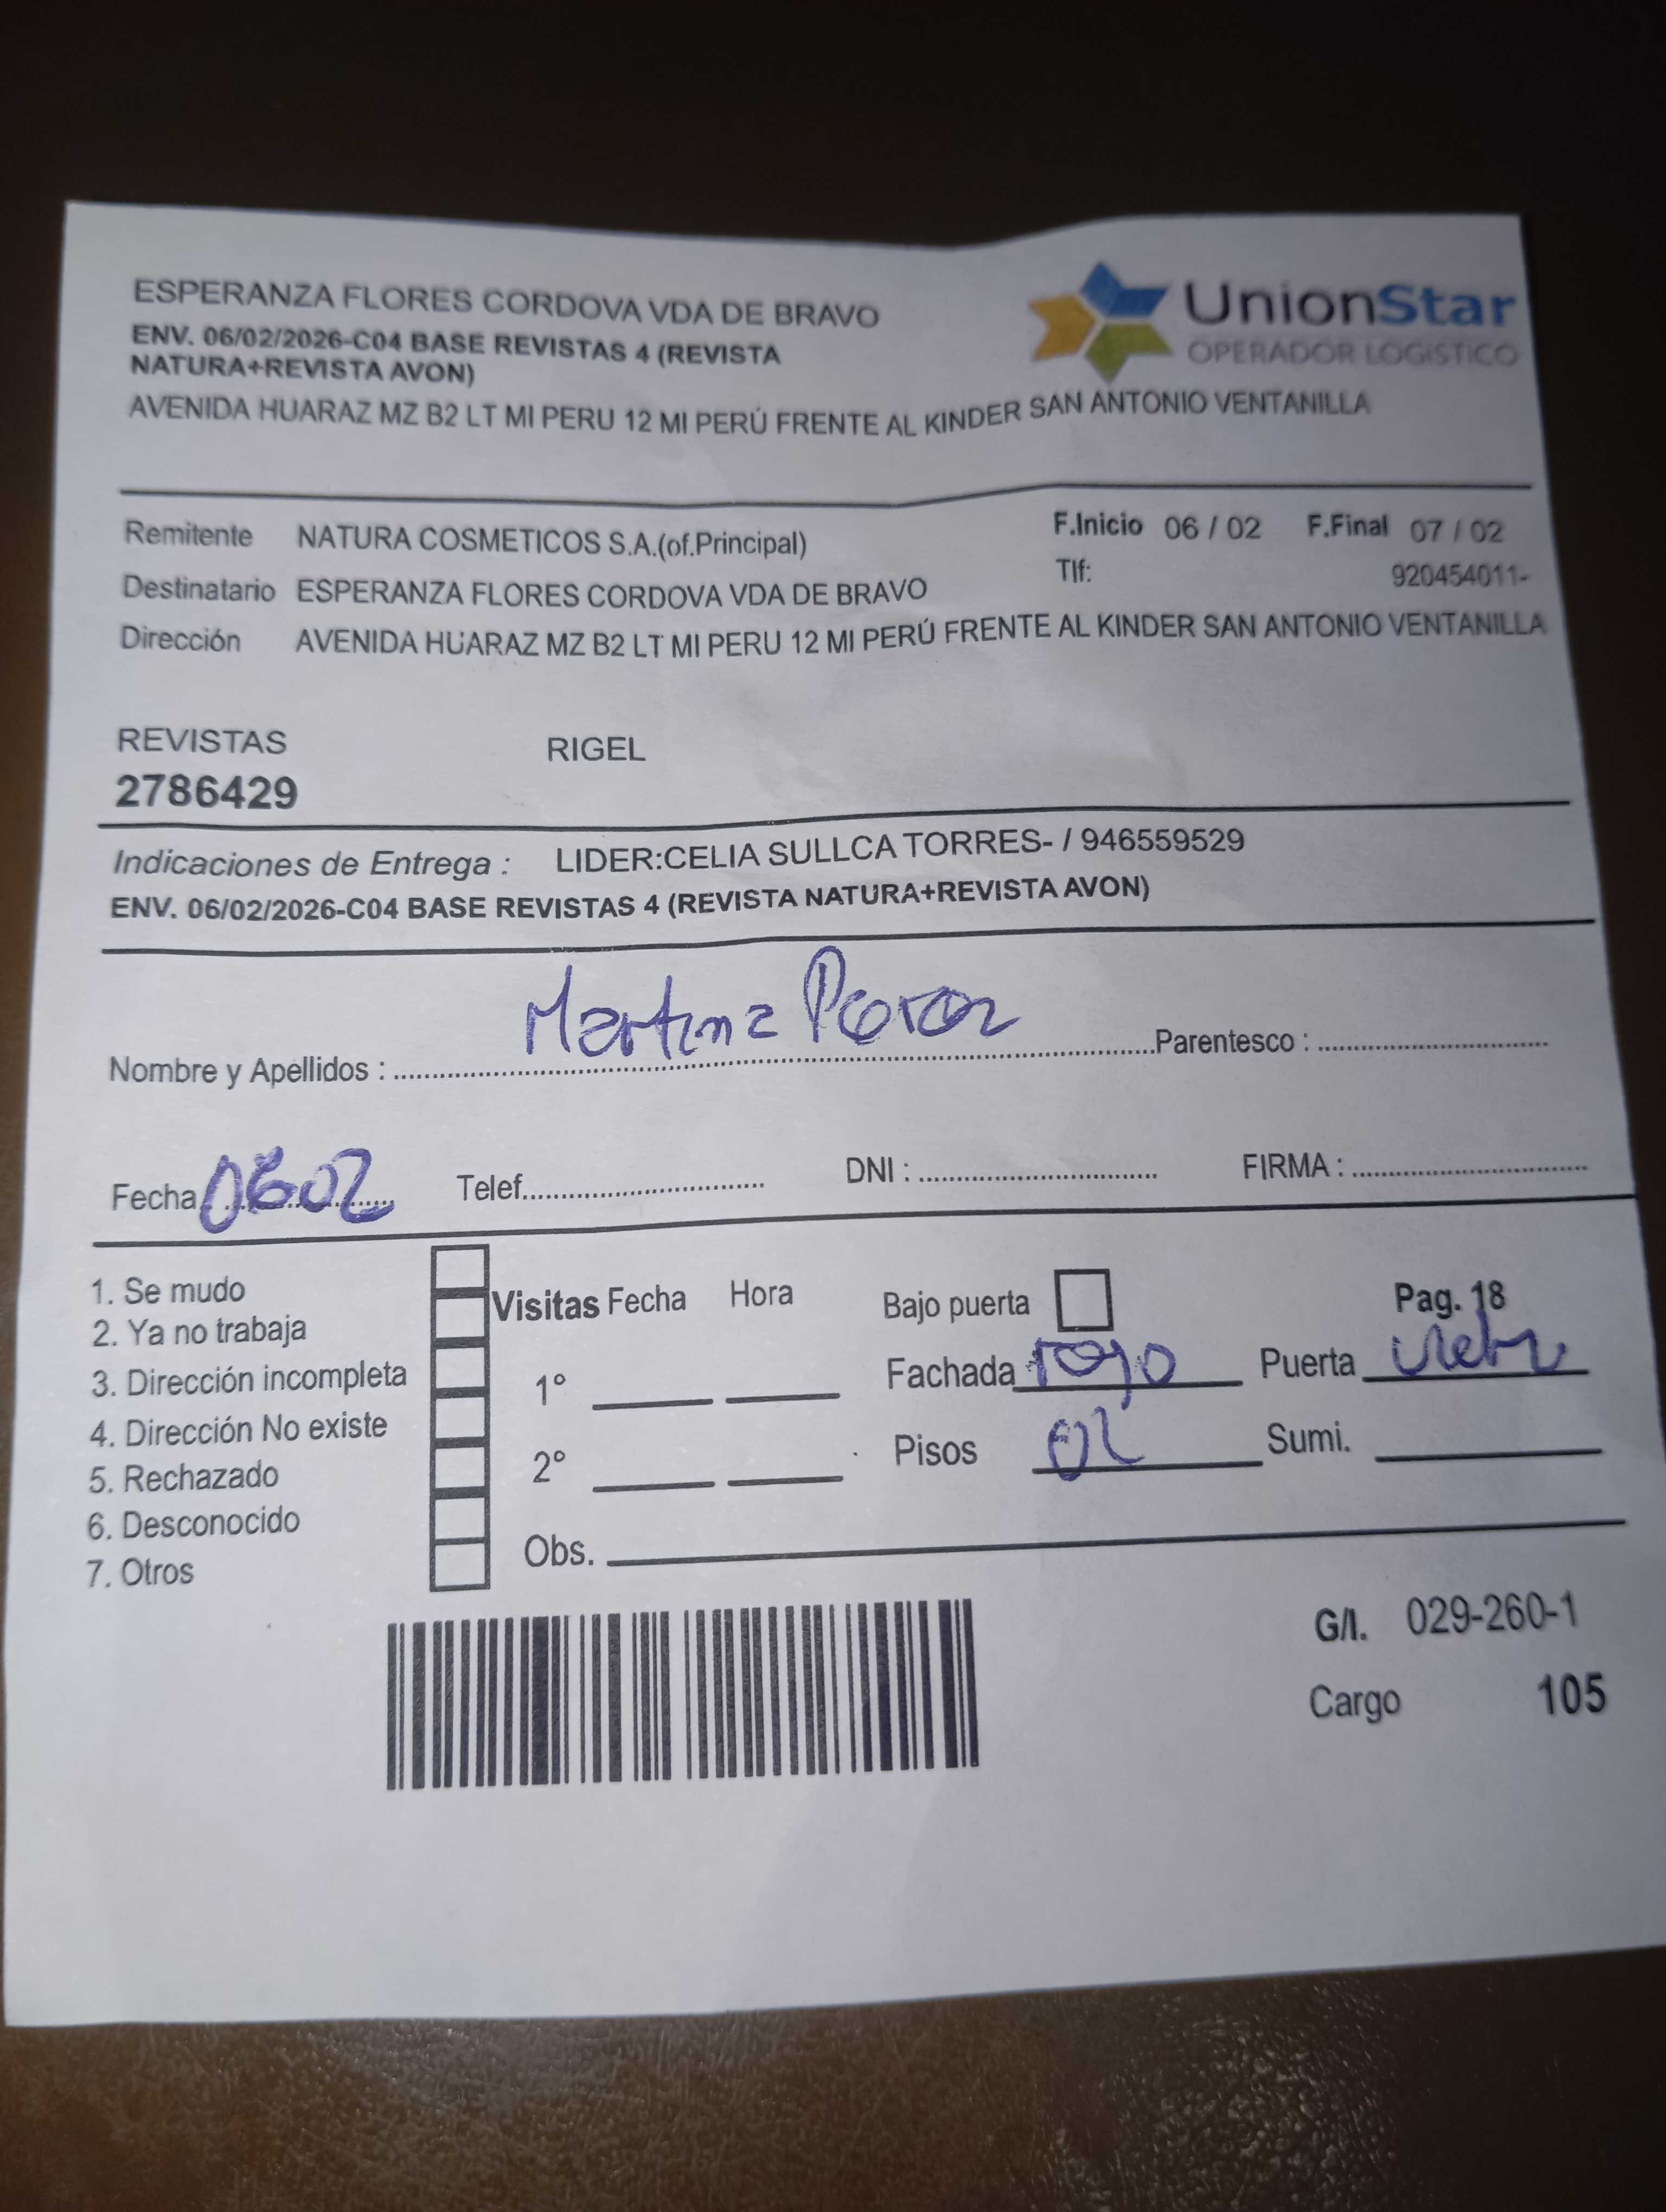 ESPERANZA FLORES CORDOVA VDA DE BRAVO
ENV. 06/02/2026-C04 BASE REVISTAS 4 (REVISTA
NATURA+REVISTA AVON)
AVENIDA HUARAZ MZ B2 LT MI PERU 12 MI PERÚ FRENTE AL KINDER SAN ANTONIO VENTANILLA
UnionStar
OPERADOR LOGISTICO
Remitente NATURA COSMETICOS S.A.(of.Principal) F.Inicio 06 / 02 F.Final 07 / 02
Destinatario ESPERANZA FLORES CORDOVA VDA DE BRAVO Tlf: 920454011-
Dirección AVENIDA HUARAZ MZ B2 LT MI PERU 12 MI PERÚ FRENTE AL KINDER SAN ANTONIO VENTANILLA
REVISTAS RIGEL
2786429
Indicaciones de Entrega : LIDER:CELIA SULLCA TORRES- / 946559529
ENV. 06/02/2026-C04 BASE REVISTAS 4 (REVISTA NATURA+REVISTA AVON)
Nombre y Apellidos : Parentesco :
Fecha 06.02 Telef. DNI : FIRMA :
1. Se mudo
2. Ya no trabaja
3. Dirección incompleta
4. Dirección No existe
5. Rechazado
6. Desconocido
7. Otros
Visitas Fecha Hora
1°
2°
Obs.
Bajo puerta Pag. 18
Fachada rojo Puerta
Pisos 02 Sumi.
G/I. 029-260-1
Cargo 105